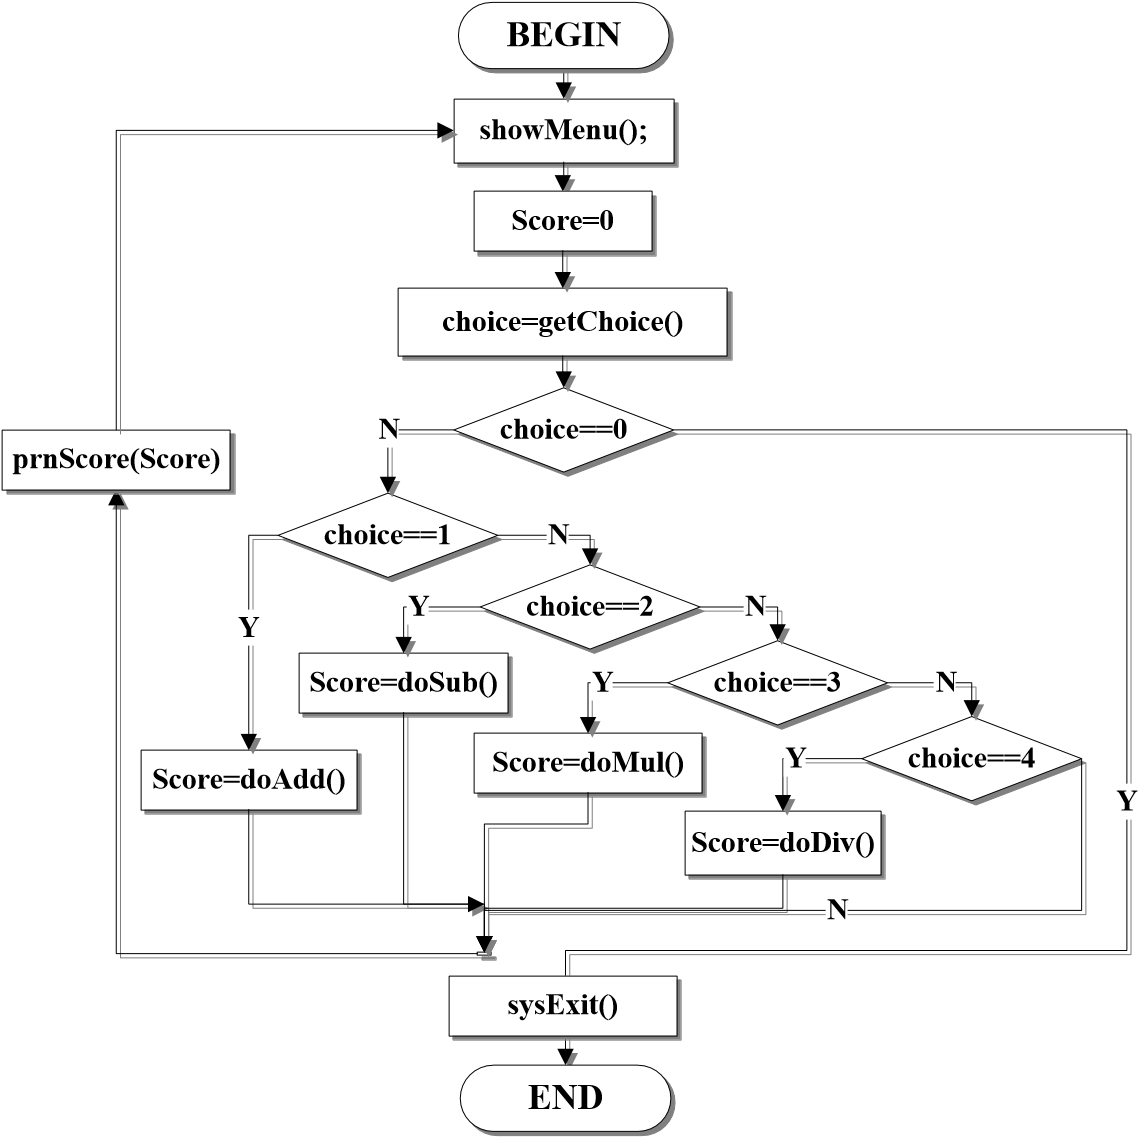 BEGIN
showMenu();
Score=0
choice=getChoice()
choice==0
N
prnScore(Score)
choice==1
N
choice==2
Y
N
Y
Score=doSub()
choice==3
Y
N
Score=doMul()
choice==4
Y
Score=doAdd()
Y
Score=doDiv()
N
sysExit()
END